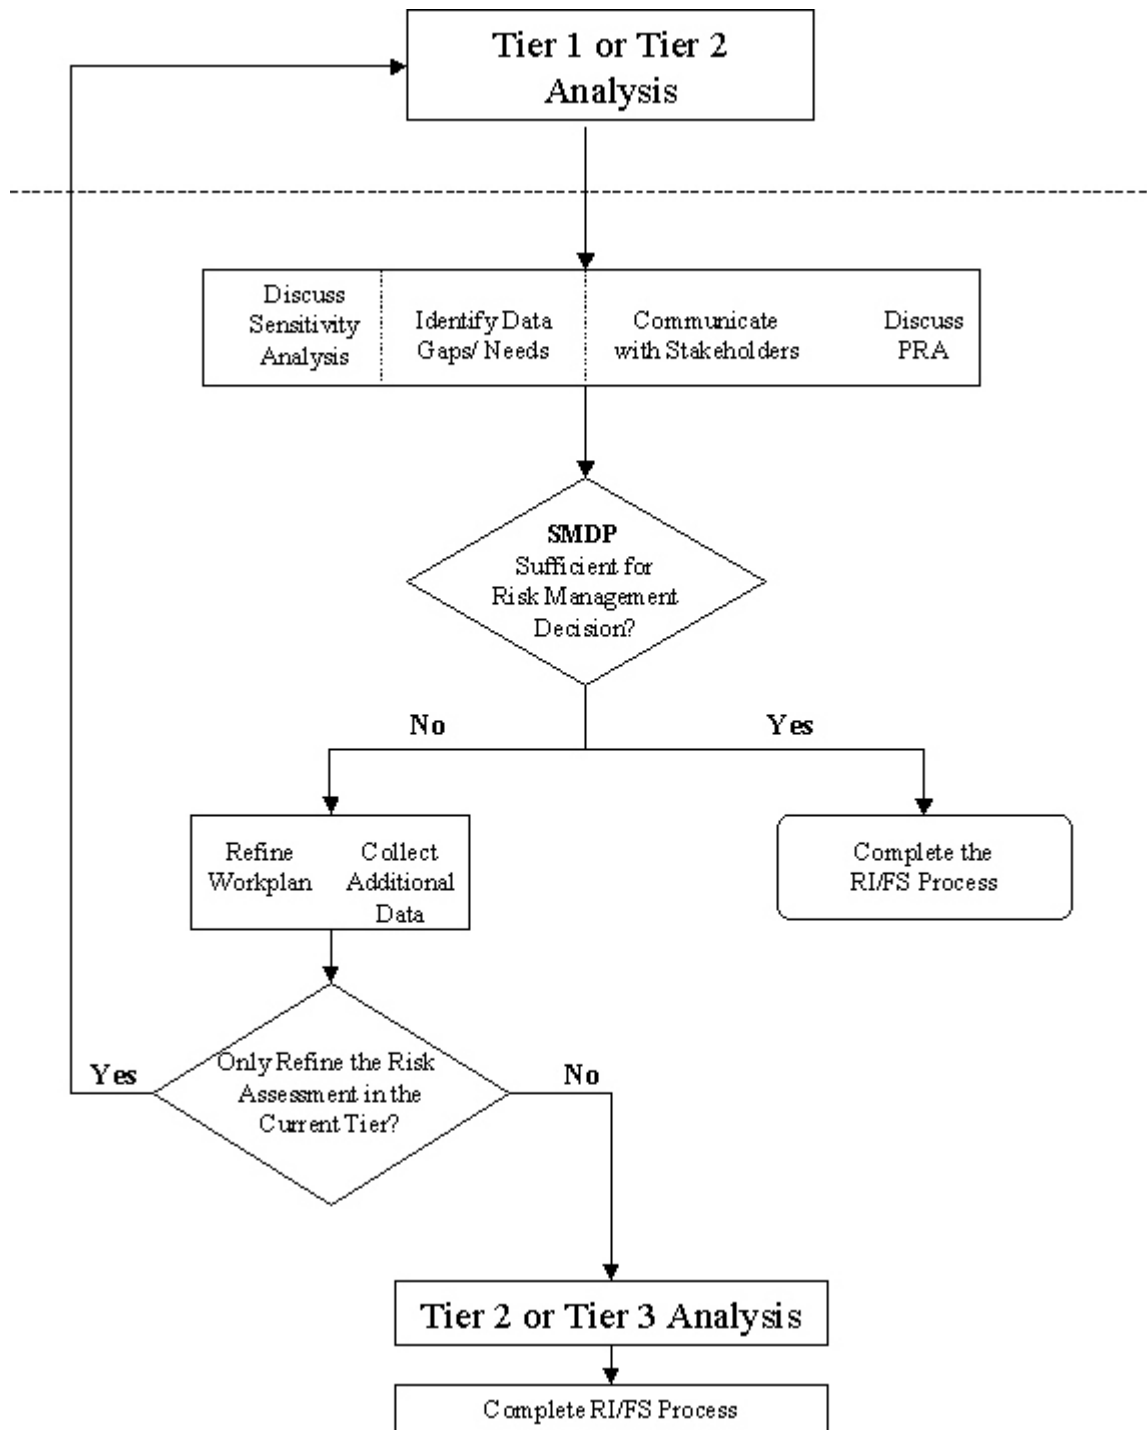 Tier 1 or Tier 2
Analysis
Discuss
Sensitivity
Analysis
Identify Data
Gaps/ Needs
Communicate
with Stakeholders
Discuss
PRA
SMDP
Sufficient for
Risk Management
Decision?
No
Yes
Refine
Workplan
Collect
Additional
Data
Complete the
RI/FS Process
Yes
Only Refine the Risk
Assessment in the
Current Tier?
No
Tier 2 or Tier 3 Analysis
Complete RI/FS Process